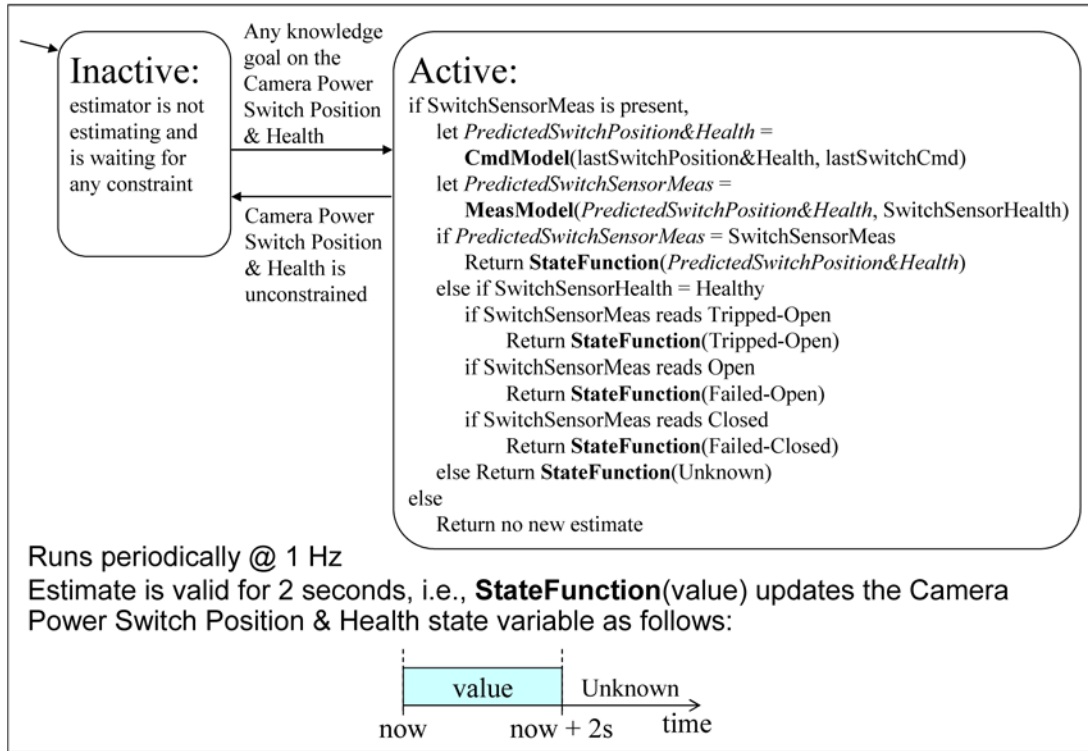 Inactive:
estimator is not
estimating and
is waiting for
any constraint
Any knowledge
goal on the
Camera Power
Switch Position
& Health
Camera Power
Switch Position
& Health is
unconstrained
Active:
if SwitchSensorMeas is present,
let PredictedSwitchPosition&Health =
CmdModel(lastSwitchPosition&Health, lastSwitchCmd)
let PredictedSwitchSensorMeas =
MeasModel(PredictedSwitchPosition&Health, SwitchSensorHealth)
if PredictedSwitchSensorMeas = SwitchSensorMeas
Return StateFunction(PredictedSwitchPosition&Health)
else if SwitchSensorHealth = Healthy
if SwitchSensorMeas reads Tripped-Open
Return StateFunction(Tripped-Open)
if SwitchSensorMeas reads Open
Return StateFunction(Failed-Open)
if SwitchSensorMeas reads Closed
Return StateFunction(Failed-Closed)
else Return StateFunction(Unknown)
else
Return no new estimate
Runs periodically @ 1 Hz
Estimate is valid for 2 seconds, i.e., StateFunction(value) updates the Camera
Power Switch Position & Health state variable as follows:
value
Unknown
now
now + 2s
time